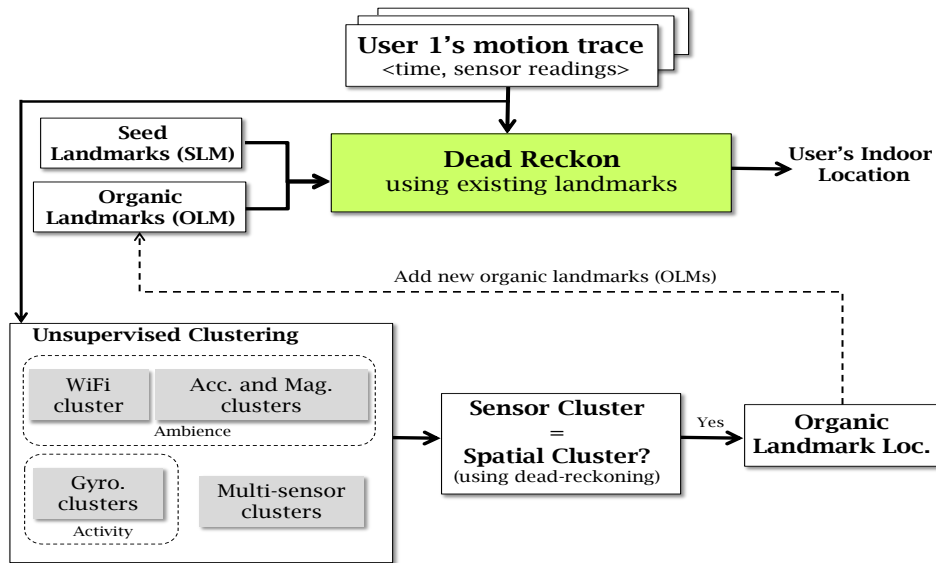 User 1's motion trace
<time, sensor readings>
Seed
Landmarks (SLM)
Organic
Landmarks (OLM)
Dead Reckon
using existing landmarks
User's Indoor
Location
Add new organic landmarks (OLMs)
Unsupervised Clustering
WiFi
cluster
Acc. and Mag.
clusters
Ambience
Gyro.
clusters
Activity
Multi-sensor
clusters
Sensor Cluster
=
Spatial Cluster?
(using dead-reckoning)
Yes
Organic
Landmark Loc.